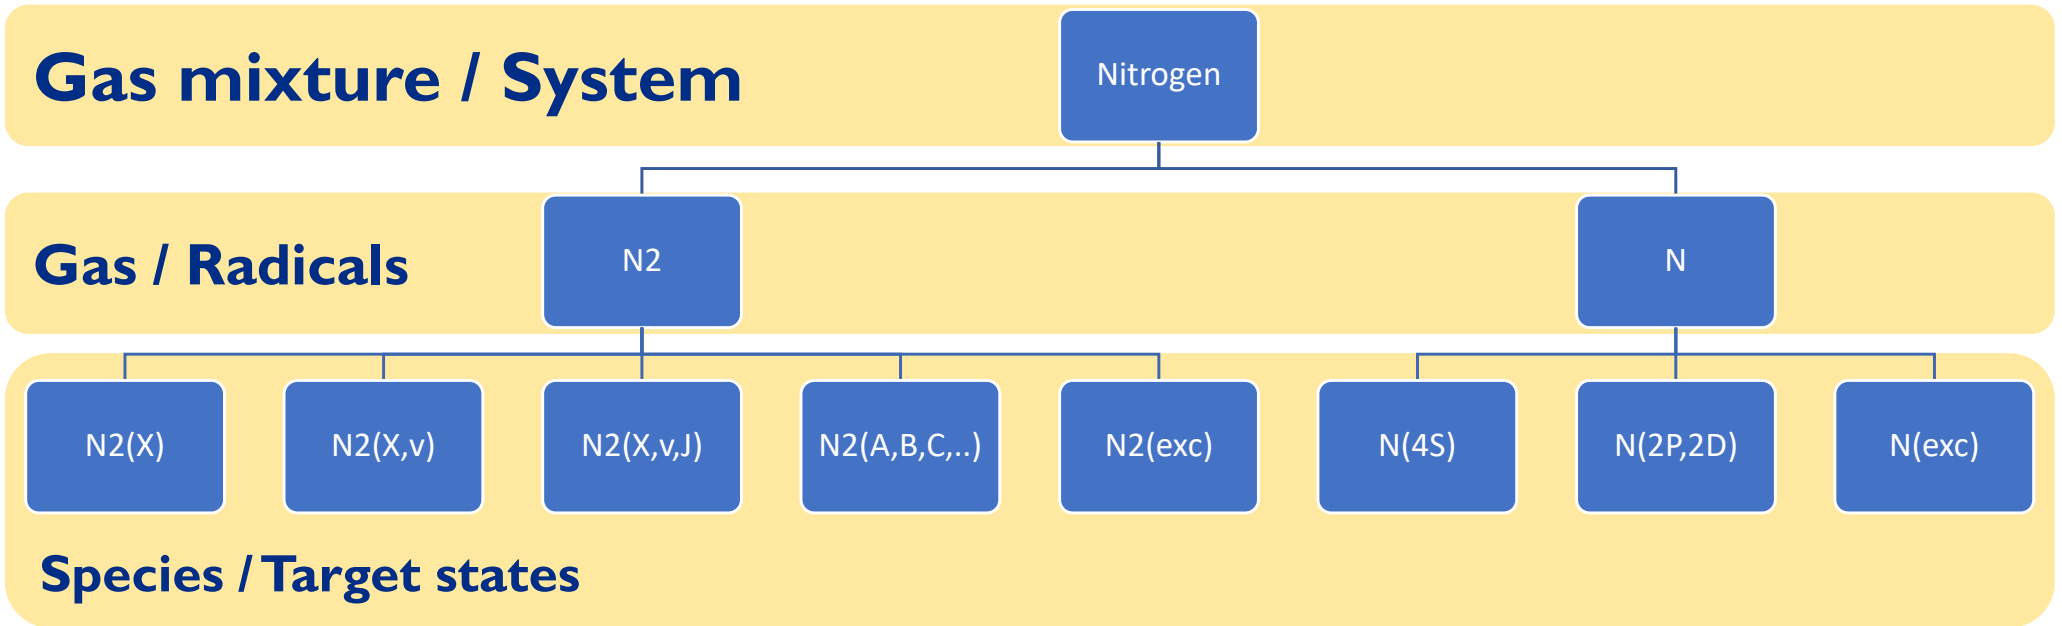 Gas mixture / System
Nitrogen
Gas / Radicals
N2
N
N2(X)
N2(X,v)
N2(X,v,J)
N2(A,B,C,..)
N2(exc)
N(4S)
N(2P,2D)
N(exc)
Species / Target states